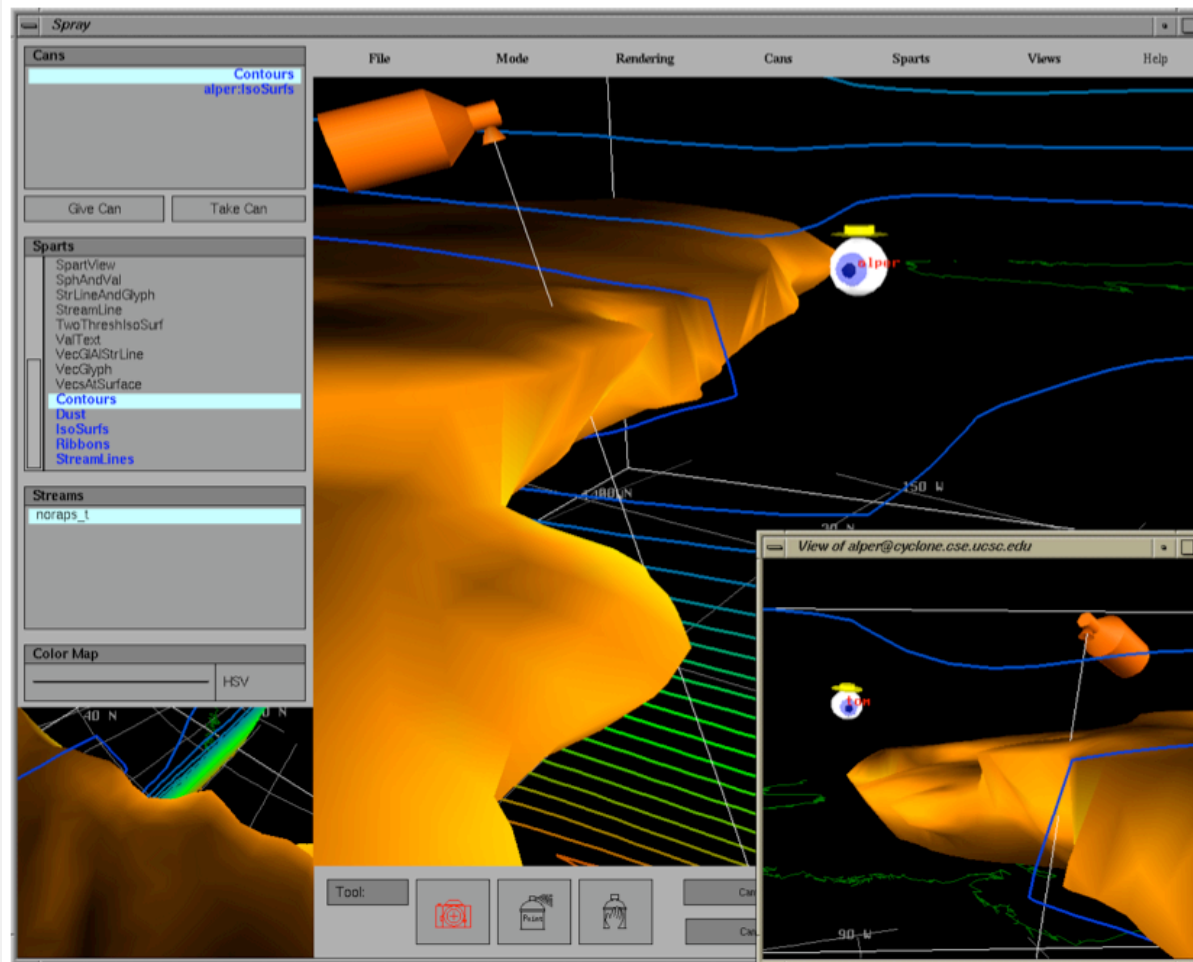 Spray
Cans
Contours
alper:IsoSurfs
Give Can
Take Can
Sparts
SpartView
SphAndVal
StrLineAndGlyph
StreamLine
TwoThreshIsoSurf
ValText
VecGlAlStrLine
VecGlyph
VecsAtSurface
Contours
Dust
IsoSurfs
Ribbons
StreamLines
Streams
noraps_t
Color Map
HSV
40 N
File Mode Rendering Cans Sparts Views Help
alper
150 W
Tool:
Paint
View of alper@cyclone.cse.ucsc.edu
tom
90 W